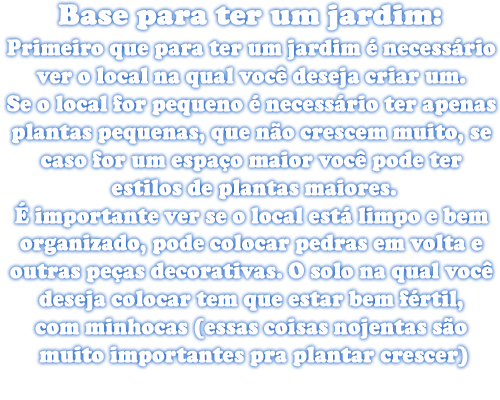 Base para ter um jardim:
Primeiro que para ter um jardim é necessário
ver o local na qual você deseja criar um.
Se o local for pequeno é necessário ter apenas
plantas pequenas, que não crescem muito, se
caso for um espaço maior você pode ter
estilos de plantas maiores.
É importante ver se o local está limpo e bem
organizado, pode colocar pedras em volta e
outras peças decorativas. O solo na qual você
deseja colocar tem que estar bem fértil,
com minhocas (essas coisas nojentas são
muito importantes pra plantar crescer)